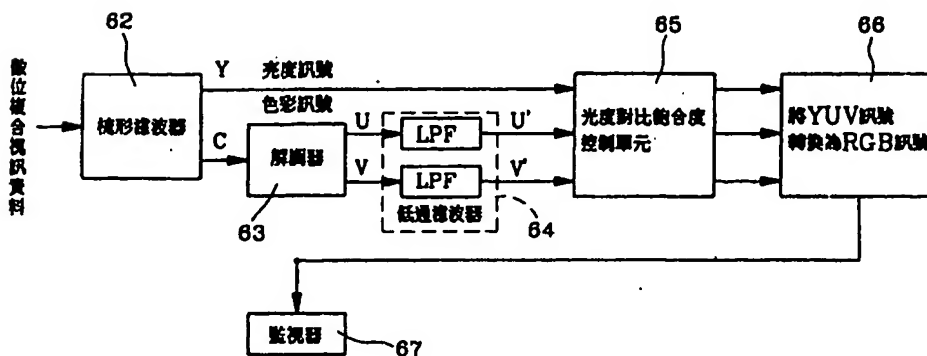 62
65
66
數位複合視訊資料
梳形濾波器
Y 亮度訊號
色彩訊號
C
解調器
63
U
V
LPF
LPF
低通濾波器
64
U'
V'
光度對比飽合度
控制單元
將YUV訊號
轉換為RGB訊號
監視器
67